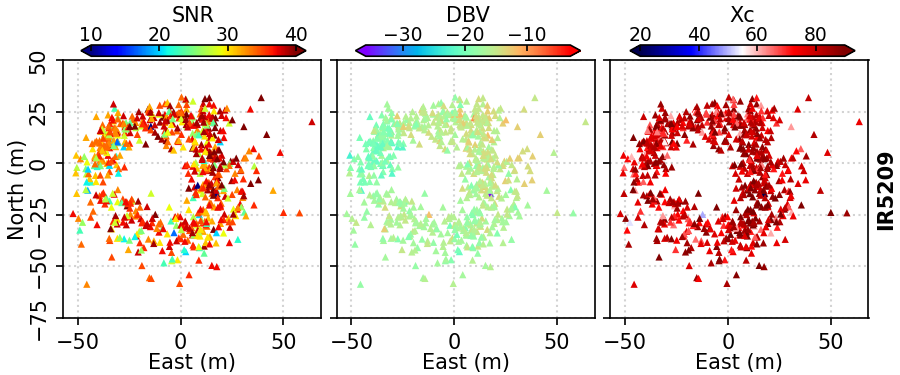 SNR
DBV
Xc
10 20 30 40
−30 −20 −10
20 40 60 80
50
25
0
−25
−50
−75
North (m)
−50 0 50
−50 0 50
−50 0 50
East (m)
East (m)
East (m)
IR5209